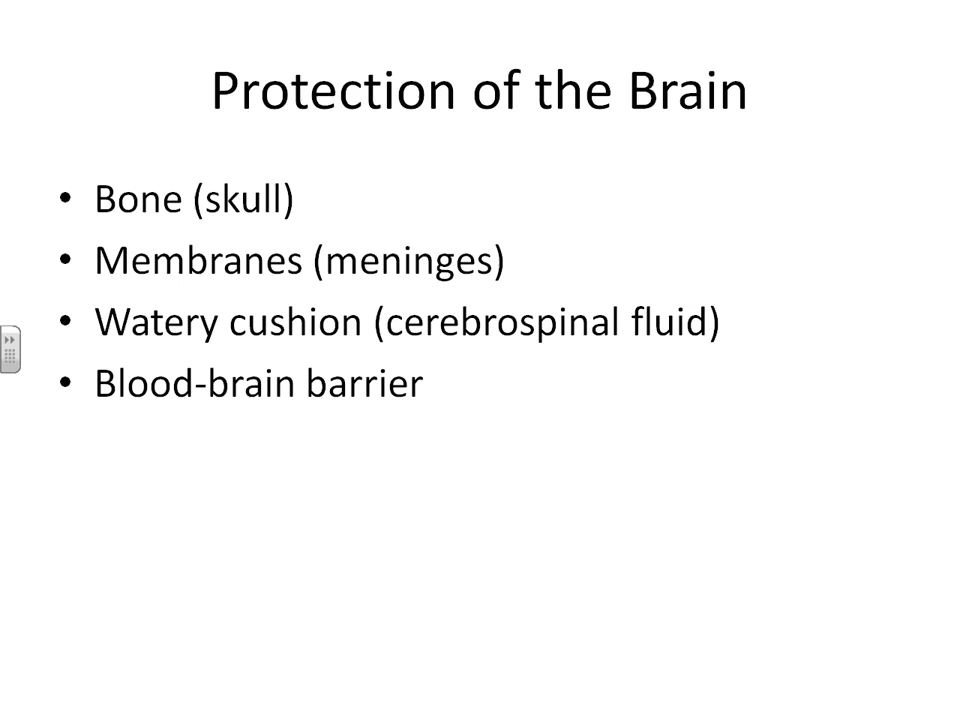 Protection of the Brain
• Bone (skull)
• Membranes (meninges)
• Watery cushion (cerebrospinal fluid)
• Blood-brain barrier